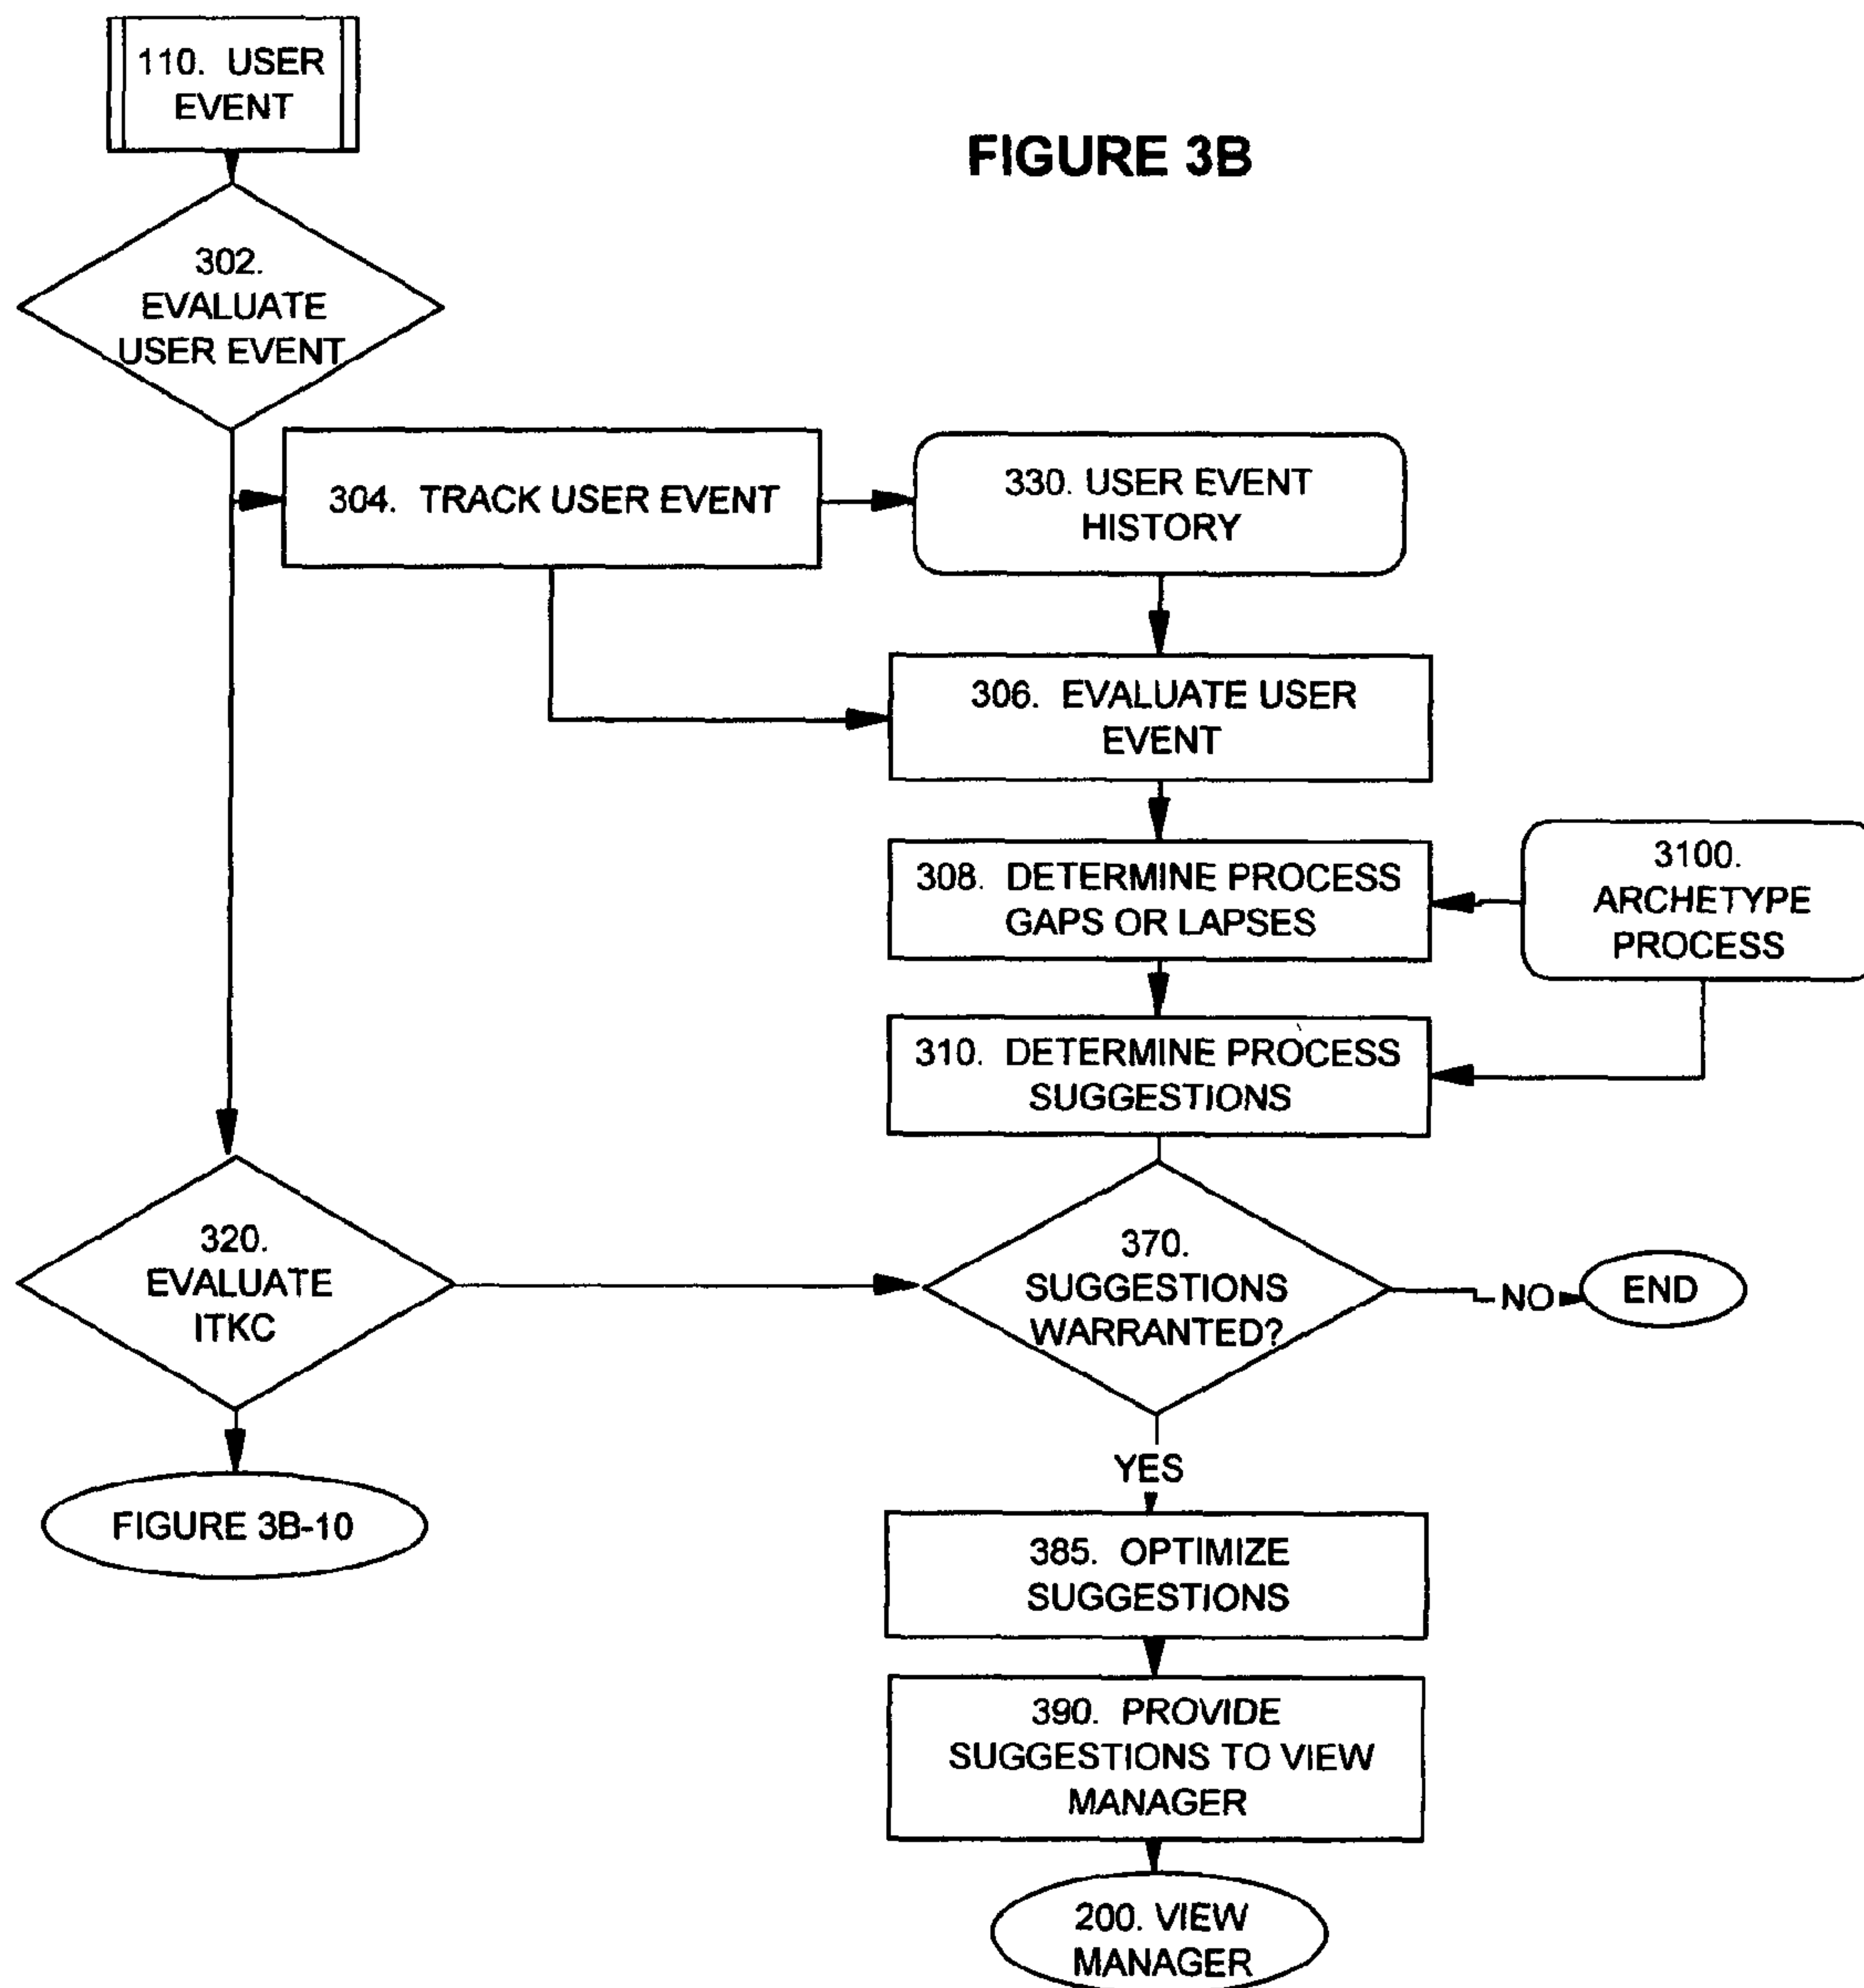 110. USER
EVENT
FIGURE 3B
302.
EVALUATE
USER EVENT
304. TRACK USER EVENT
330. USER EVENT
HISTORY
306. EVALUATE USER
EVENT
308. DETERMINE PROCESS
GAPS OR LAPSES
3100.
ARCHETYPE
PROCESS
310. DETERMINE PROCESS
SUGGESTIONS
320.
EVALUATE
ITKC
370.
SUGGESTIONS
WARRANTED?
NO
END
YES
FIGURE 3B-10
385. OPTIMIZE
SUGGESTIONS
390. PROVIDE
SUGGESTIONS TO VIEW
MANAGER
200. VIEW
MANAGER